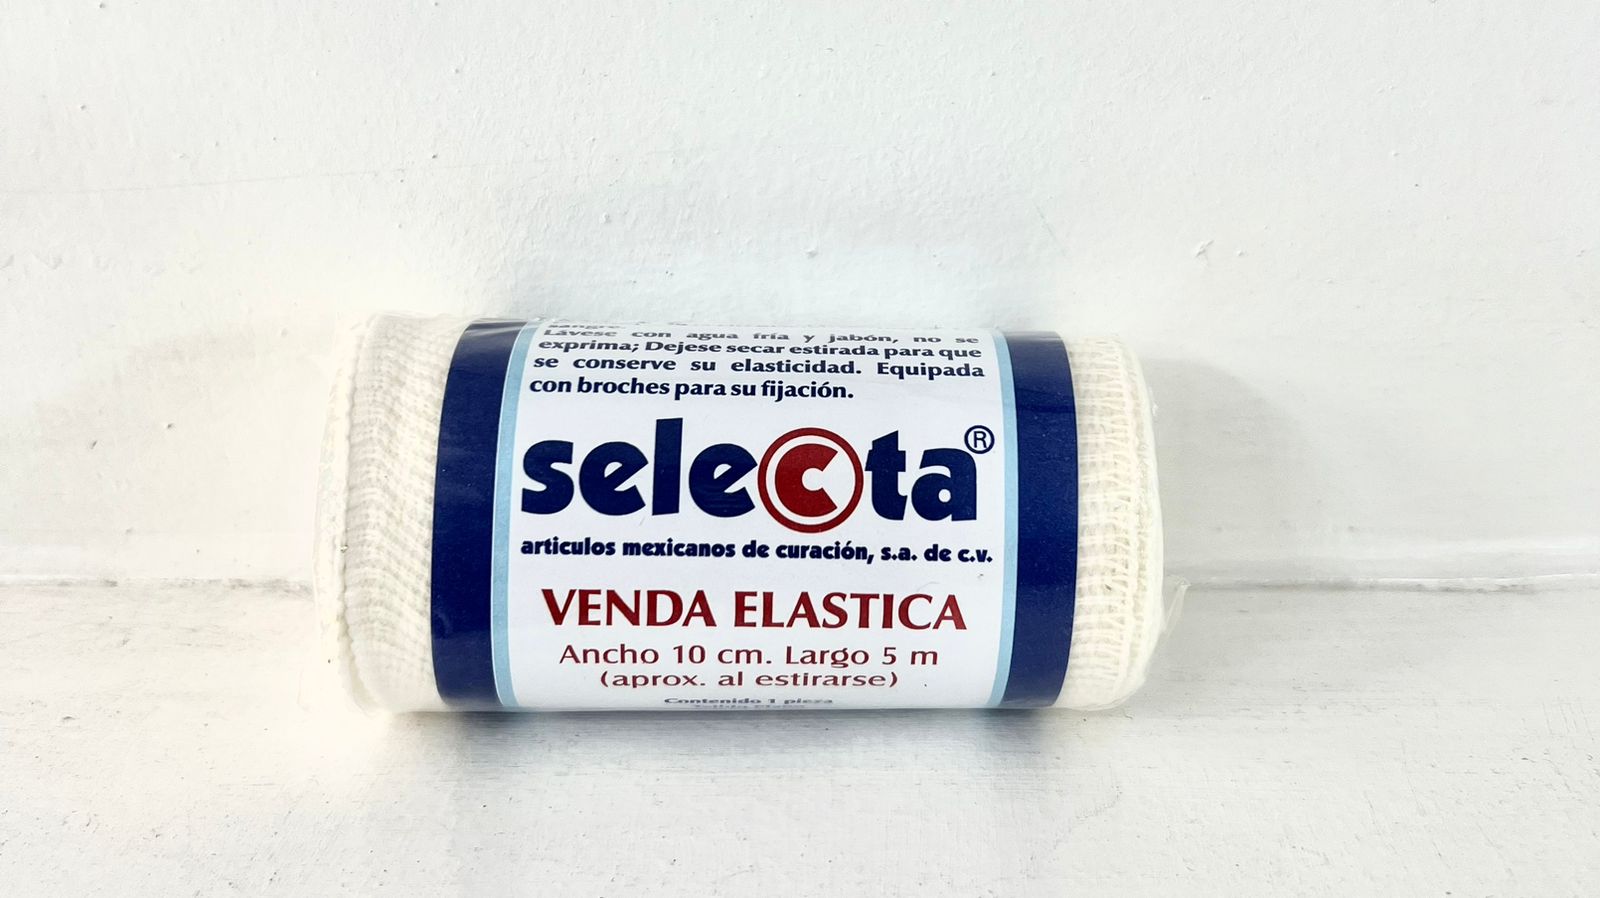 sangre.
Lávese con agua fría y jabón, no se
exprima; Dejese secar estirada para que
se conserve su elasticidad. Equipada
con broches para su fijación.
selecta®
articulos mexicanos de curación, s.a. de c.v.
VENDA ELASTICA
Ancho 10 cm. Largo 5 m
(aprox. al estirarse)
Contenido 1 pieza